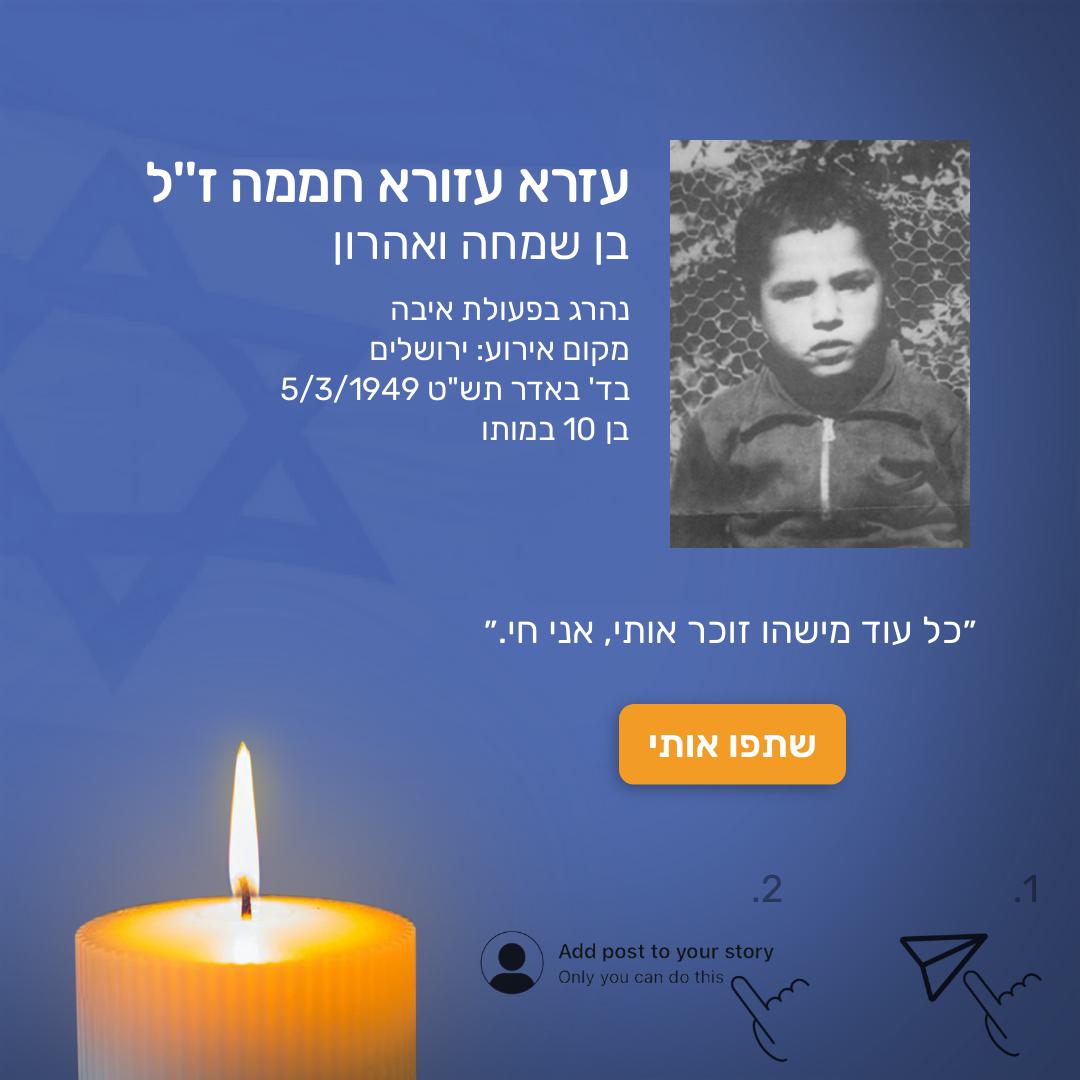 עזרא עזורא חממה ז"ל
בן שמחה ואהרון
נהרג בפעולת איבה
מקום אירוע: ירושלים
בד' באדר תש"ט 5/3/1949
בן 10 במותו
״כל עוד מישהו זוכר אותי, אני חי.״
שתפו אותי
1.
2.
Add post to your story
Only you can do this